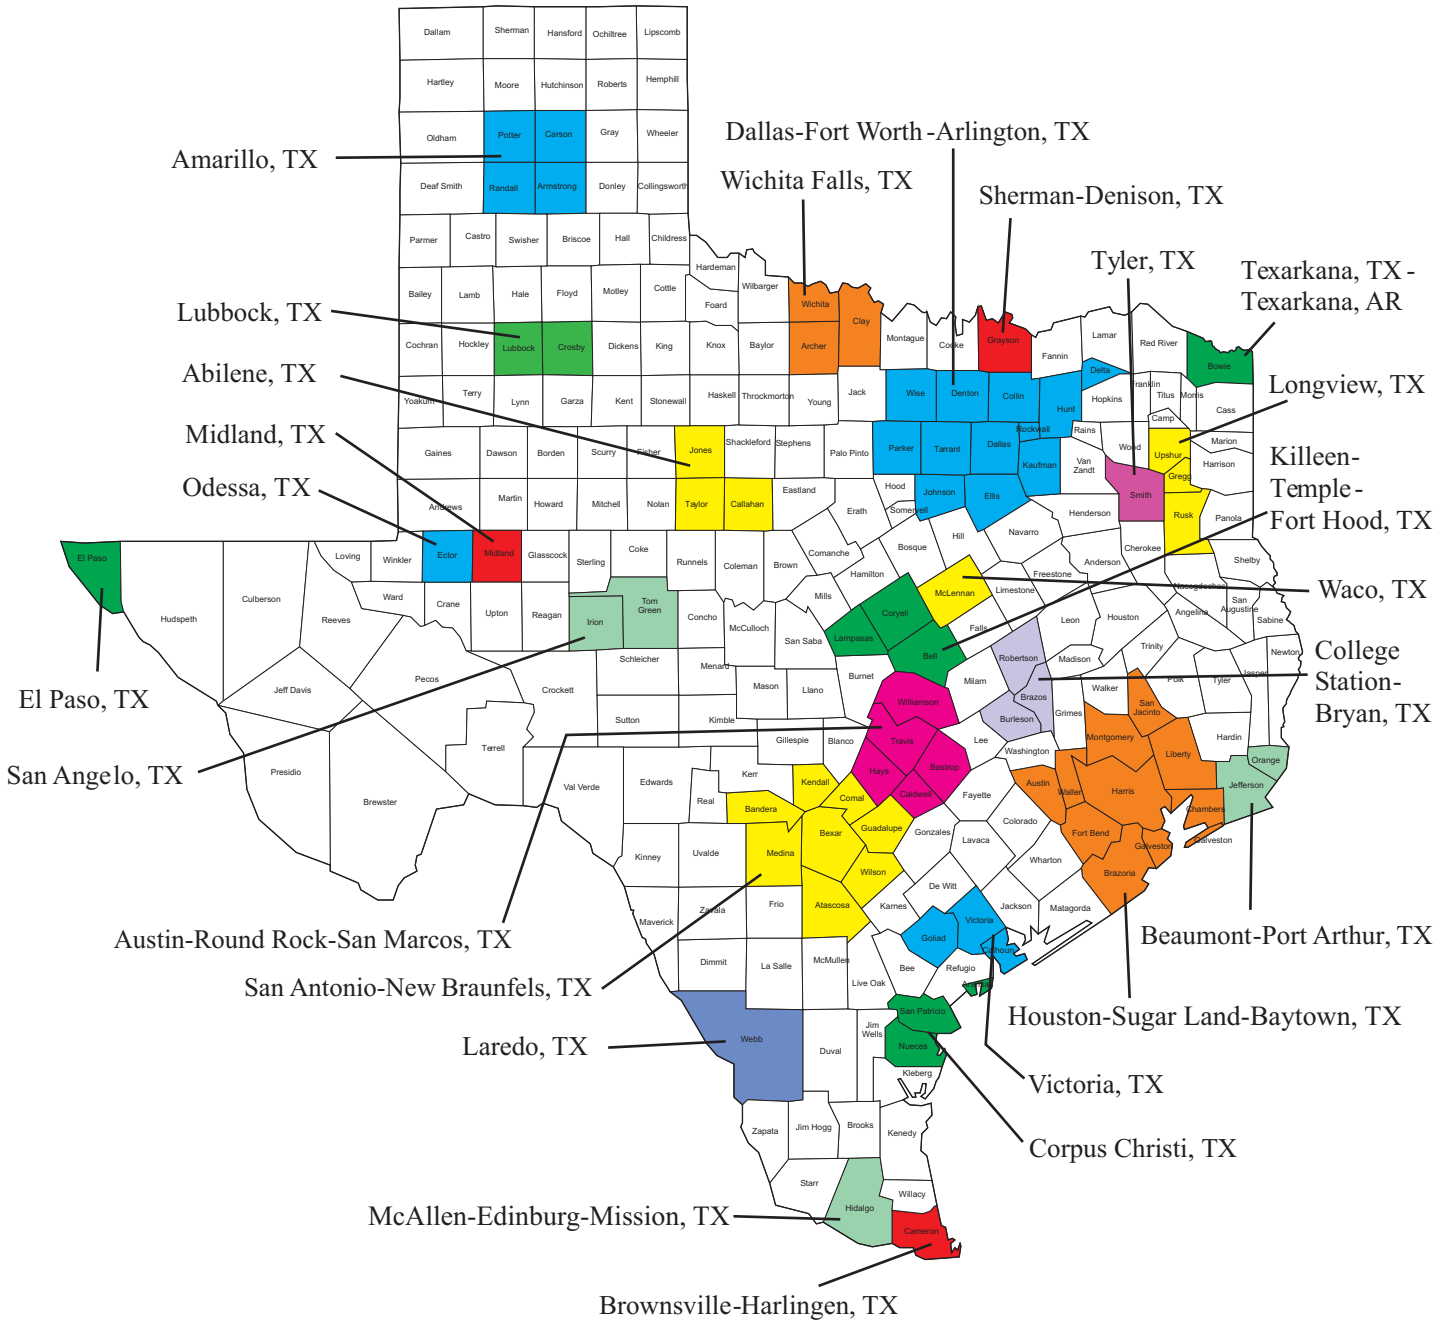 Dallam
Sherman
Hansford
Ochiltree
Lipscomb
Hartley
Moore
Hutchinson
Roberts
Hemphill
Oldham
Potter
Carson
Gray
Wheeler
Dallas-Fort Worth-Arlington, TX
Amarillo, TX
Deaf Smith
Randall
Armstrong
Donley
Collingsworth
Wichita Falls, TX
Sherman-Denison, TX
Parmer
Castro
Swisher
Briscoe
Hall
Childress
Tyler, TX
Texarkana, TX -
Texarkana, AR
Hardeman
Bailey
Lamb
Hale
Floyd
Motley
Cottle
Foard
Wilbarger
Wichita
Clay
Lubbock, TX
Cochran
Hockley
Lubbock
Crosby
Dickens
King
Knox
Baylor
Archer
Montague
Cooke
Grayson
Fannin
Lamar
Red River
Bowie
Abilene, TX
Longview, TX
Yoakum
Terry
Lynn
Garza
Kent
Stonewall
Haskell
Throckmorton
Young
Jack
Wise
Denton
Collin
Hunt
Delta
Hopkins
Franklin
Titus
Morris
Camp
Cass
Midland, TX
Gaines
Dawson
Borden
Scurry
Fisher
Jones
Shackleford
Stephens
Palo Pinto
Parker
Tarrant
Dallas
Rockwall
Kaufman
Rains
Van
Zandt
Wood
Upshur
Gregg
Marion
Harrison
Killeen-
Temple-
Fort Hood, TX
Odessa, TX
Andrews
Martin
Howard
Mitchell
Nolan
Taylor
Callahan
Eastland
Erath
Hood
Somervell
Johnson
Ellis
Navarro
Henderson
Smith
Rusk
Panola
El Paso
Loving
Winkler
Ector
Midland
Glasscock
Sterling
Coke
Runnels
Coleman
Brown
Comanche
Hamilton
Bosque
Hill
Freestone
Anderson
Cherokee
Nacogdoches
Shelby
Waco, TX
Hudspeth
Culberson
Reeves
Ward
Crane
Upton
Reagan
Irion
Tom
Green
Concho
McCulloch
San Saba
Mills
Lampasas
Coryell
Bell
McLennan
Falls
Limestone
Leon
Houston
Angelina
San
Augustine
Sabine
Newton
El Paso, TX
Jeff Davis
Pecos
Crockett
Schleicher
Menard
Mason
Llano
Burnet
Williamson
Milam
Robertson
Brazos
Burleson
Madison
Walker
Grimes
Trinity
Polk
Tyler
Jasper
San
Jacinto
Hardin
College
Station-
Bryan, TX
San Angelo, TX
Presidio
Brewster
Terrell
Val Verde
Sutton
Kimble
Edwards
Real
Kerr
Gillespie
Blanco
Kendall
Bandera
Comal
Travis
Hays
Bastrop
Caldwell
Lee
Washington
Fayette
Austin
Waller
Montgomery
Harris
Liberty
Chambers
Orange
Jefferson
Galveston
Galveston
Fort Bend
Brazoria
Colorado
Wharton
Lavaca
Gonzales
Guadalupe
Bexar
Medina
Wilson
Atascosa
Kinney
Uvalde
Maverick
Zavala
Frio
Karnes
De Witt
Jackson
Matagorda
Victoria
Goliad
Calhoun
Austin-Round Rock-San Marcos, TX
Beaumont-Port Arthur, TX
San Antonio-New Braunfels, TX
Dimmit
La Salle
McMullen
Live Oak
Bee
Refugio
Aransas
San Patricio
Nueces
Jim
Wells
Duval
Webb
Kleberg
Houston-Sugar Land-Baytown, TX
Laredo, TX
Victoria, TX
Zapata
Jim Hogg
Brooks
Kenedy
Corpus Christi, TX
Starr
Hidalgo
Willacy
Cameron
McAllen-Edinburg-Mission, TX
Brownsville-Harlingen, TX